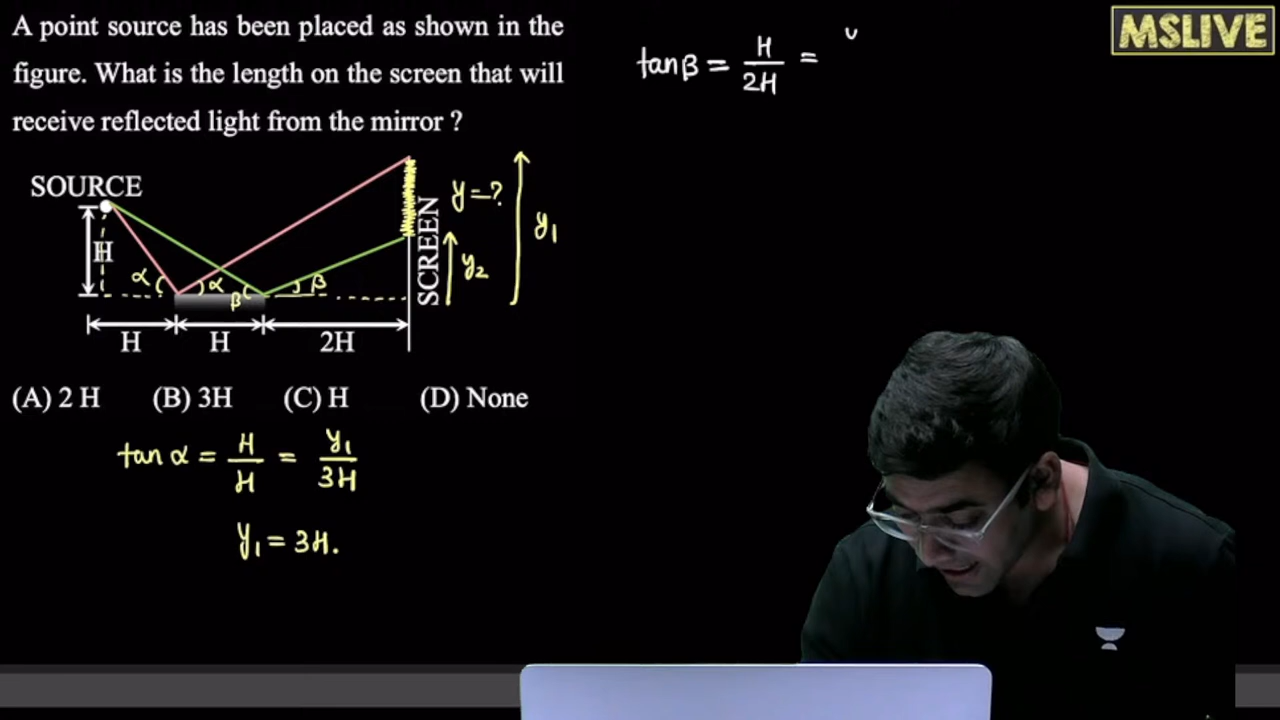 A point source has been placed as shown in the
figure. What is the length on the screen that will
receive reflected light from the mirror ?
SOURCE
H
α
α
β
β
SCREEN
y=?
y₂
y₁
H
H
2H
(A) 2 H (B) 3H (C) H (D) None
tan α = H/H = y₁/3H
y₁ = 3H.
tanβ = H/2H =
MSLIVE